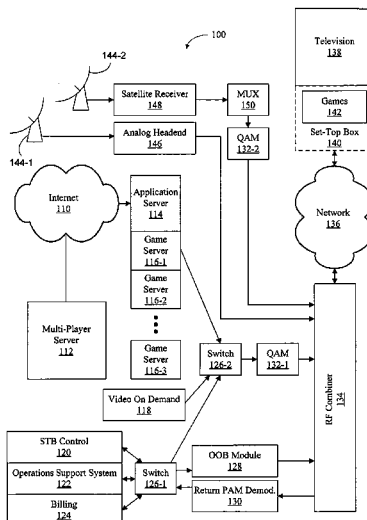 144-2
100
Television
138
Games
142
Set-Top Box
140
Satellite Receiver
148
MUX
150
Analog Headend
146
QAM
132-2
144-1
Internet
110
Application
Server
114
Game
Server
116-1
Game
Server
116-2
Game
Server
116-3
Network
136
Multi-Player
Server
112
Switch
126-2
QAM
132-1
RF Combiner
134
Video On Demand
118
STB Control
120
Operations Support System
122
Billing
124
Switch
126-1
OOB Module
128
Return PAM Demod.
130